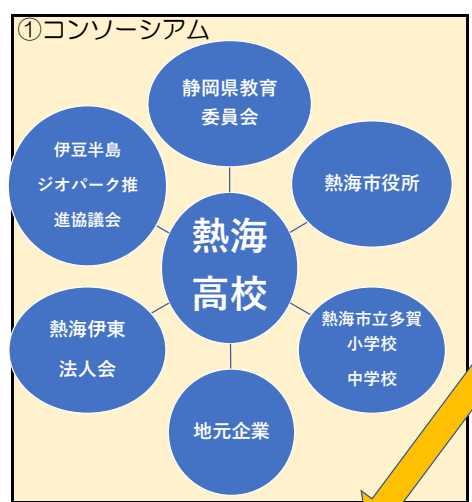 ①コンソーシアム
静岡県教育
委員会
伊豆半島
ジオパーク推
進協議会
熱海市役所
熱海
高校
熱海伊東
法人会
熱海市立多賀
小学校
中学校
地元企業